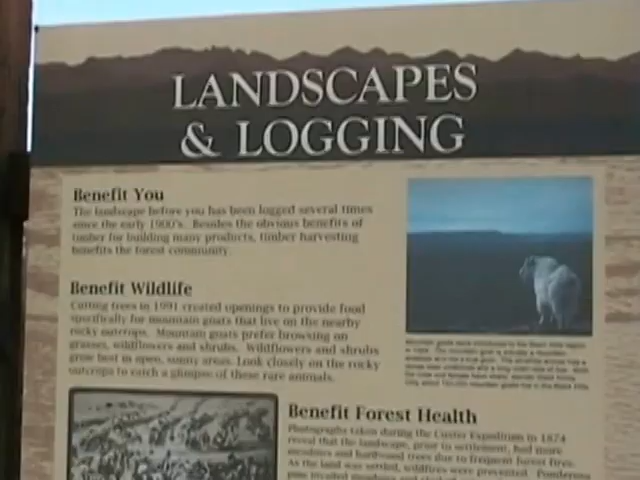 LANDSCAPES
& LOGGING
Benefit You
The landscape before you has been logged several times
since the early 1900's. Besides the obvious benefits of
timber for building many products, timber harvesting
benefits the forest community.
Benefit Wildlife
Cutting trees in 1991 created openings to provide food
specifically for mountain goats that live on the nearby
rocky outcrops. Mountain goats prefer browsing on
grasses, wildflowers and shrubs. Wildflowers and shrubs
grow best in open, sunny areas. Look closely on the rocky
outcrops to catch a glimpse of these rare animals.
Benefit Forest Health
Photographs taken during the Custer Expedition in 1874
reveal that the landscape, prior to settlement, had more
meadows and hardwood trees due to frequent forest fires.
As the land was settled, wildfires were prevented. Ponderosa
pine invaded meadows and